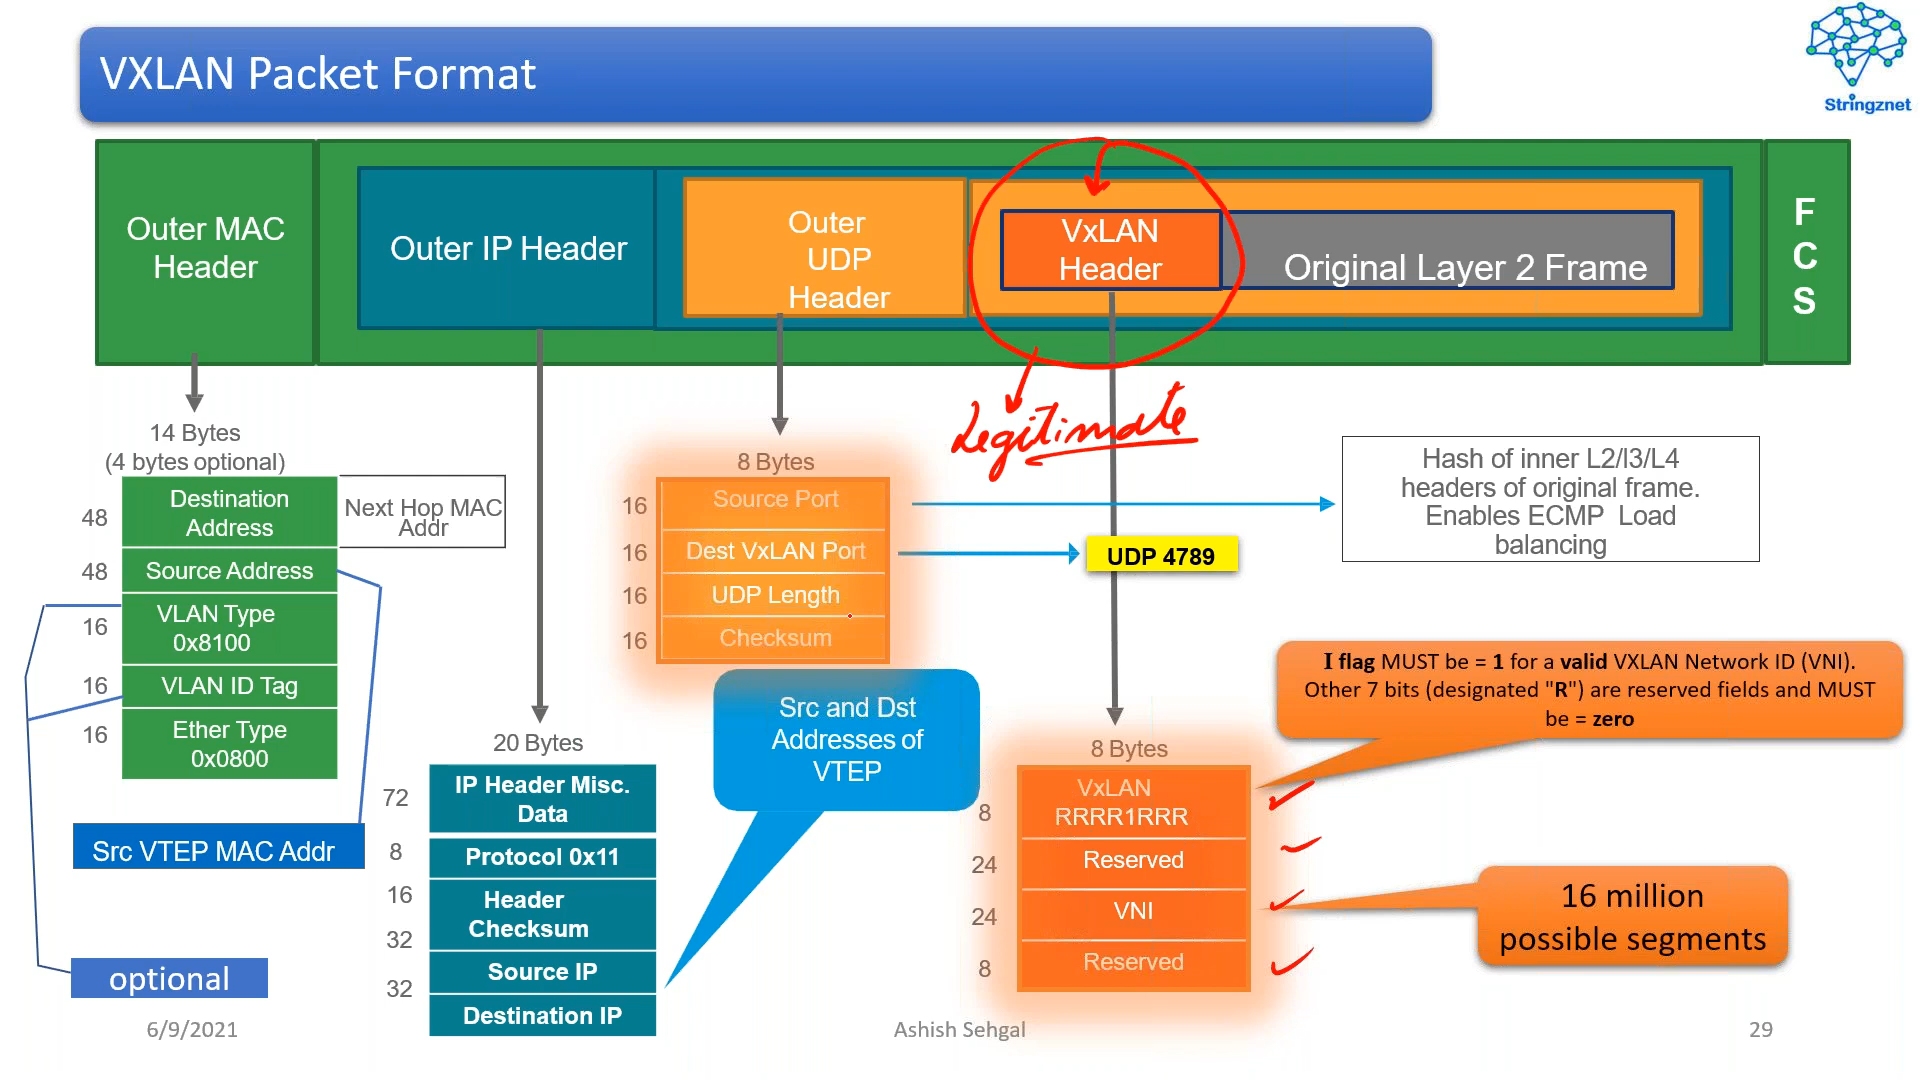 VXLAN Packet Format
Stringznet
Outer MAC
Header
Outer IP Header
Outer
UDP
Header
VxLAN
Header
Original Layer 2 Frame
F
C
S
Legitimate
14 Bytes
(4 bytes optional)
48
Destination
Address
Next Hop MAC
Addr
48
Source Address
16
VLAN Type
0x8100
16
VLAN ID Tag
16
Ether Type
0x0800
Src VTEP MAC Addr
optional
20 Bytes
72
IP Header Misc.
Data
8
Protocol 0x11
16
Header
Checksum
32
Source IP
32
Destination IP
8 Bytes
16
Source Port
16
Dest VxLAN Port
16
UDP Length
16
Checksum
Src and Dst
Addresses of
VTEP
Hash of inner L2/l3/L4
headers of original frame.
Enables ECMP Load
balancing
UDP 4789
8 Bytes
8
VxLAN
RRRR1RRR
24
Reserved
24
VNI
8
Reserved
I flag MUST be = 1 for a valid VXLAN Network ID (VNI).
Other 7 bits (designated "R") are reserved fields and MUST
be = zero
16 million
possible segments
6/9/2021
Ashish Sehgal
29